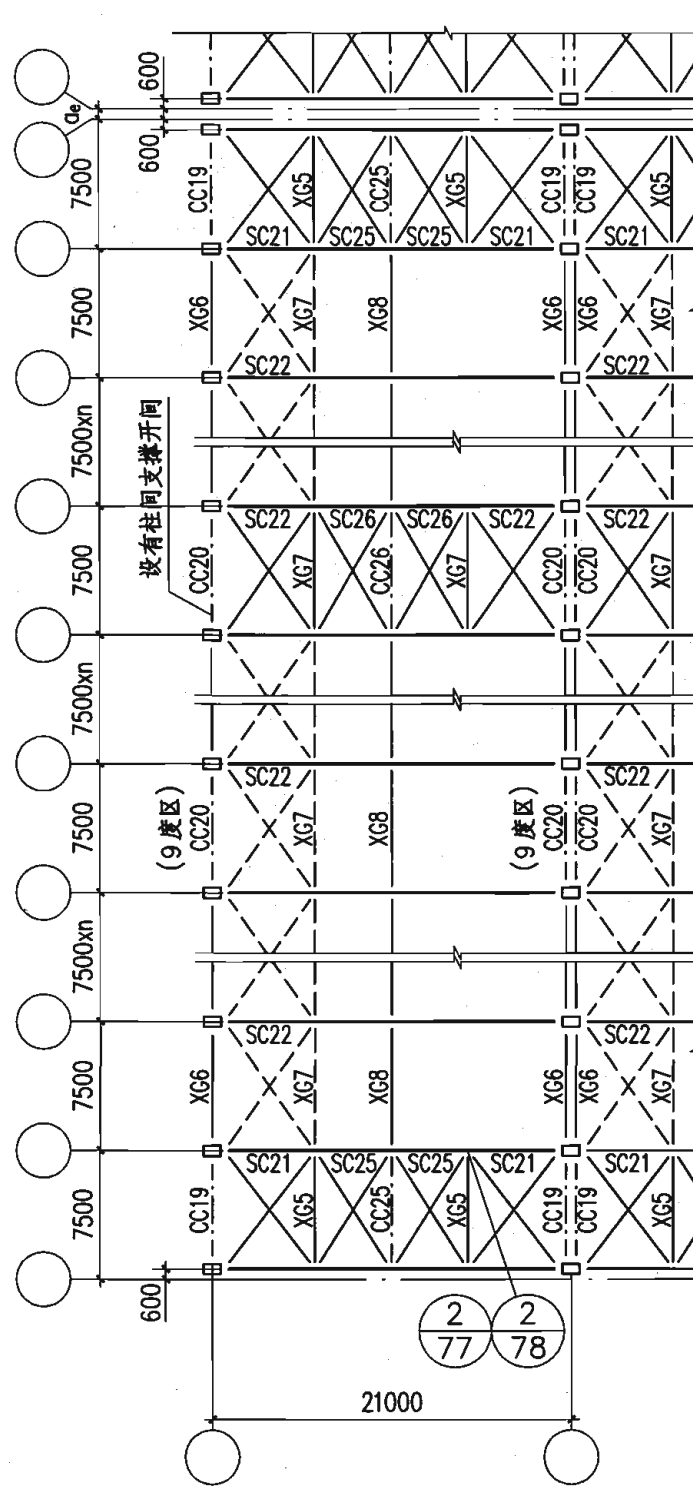 600
ae
600
7500
CC19
XG5
CC25
XG5
CC19
CC19
XG5
SC21
SC25
SC25
SC21
SC21
7500
XG6
XG7
XG8
XG6
XG6
XG7
SC22
SC22
7500xn
设有柱间支撑开间
SC22
SC26
SC26
SC22
SC22
7500
CC20
XG7
CC26
XG7
CC20
CC20
XG7
7500xn
SC22
SC22
7500
(9度区)
CC20
XG7
XG8
(9度区)
CC20
CC20
XG7
7500xn
SC22
SC22
7500
XG6
XG7
XG8
XG6
XG6
XG7
SC21
SC25
SC25
SC21
SC21
7500
CC19
XG5
CC25
XG5
CC19
CC19
XG5
600
2
77
2
78
21000